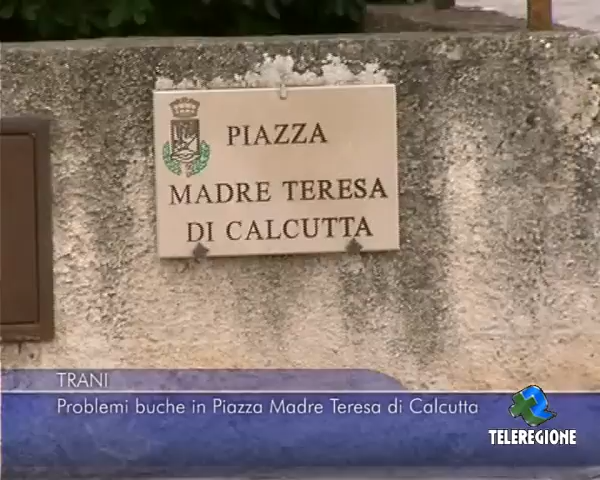 PIAZZA
MADRE TERESA
DI CALCUTTA
TRANI
Problemi buche in Piazza Madre Teresa di Calcutta
TELEREGIONE